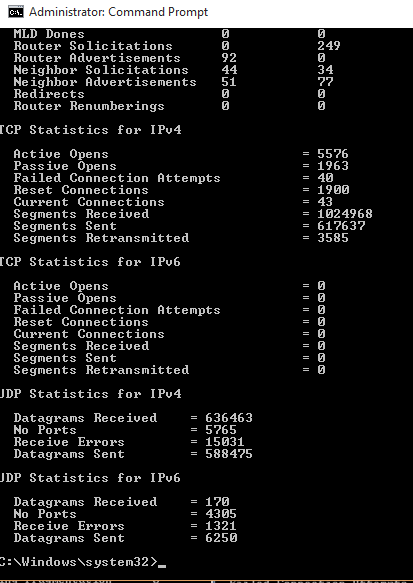 Administrator: Command Prompt
MLD Dones 0 0
Router Solicitations 0 249
Router Advertisements 92 0
Neighbor Solicitations 44 34
Neighbor Advertisements 51 77
Redirects 0 0
Router Renumberings 0 0
TCP Statistics for IPv4
Active Opens = 5576
Passive Opens = 1963
Failed Connection Attempts = 40
Reset Connections = 1900
Current Connections = 43
Segments Received = 1024968
Segments Sent = 617637
Segments Retransmitted = 3585
TCP Statistics for IPv6
Active Opens = 0
Passive Opens = 0
Failed Connection Attempts = 0
Reset Connections = 0
Current Connections = 0
Segments Received = 0
Segments Sent = 0
Segments Retransmitted = 0
UDP Statistics for IPv4
Datagrams Received = 636463
No Ports = 5765
Receive Errors = 15031
Datagrams Sent = 588475
UDP Statistics for IPv6
Datagrams Received = 170
No Ports = 4305
Receive Errors = 1321
Datagrams Sent = 6250
C:\Windows\system32>_